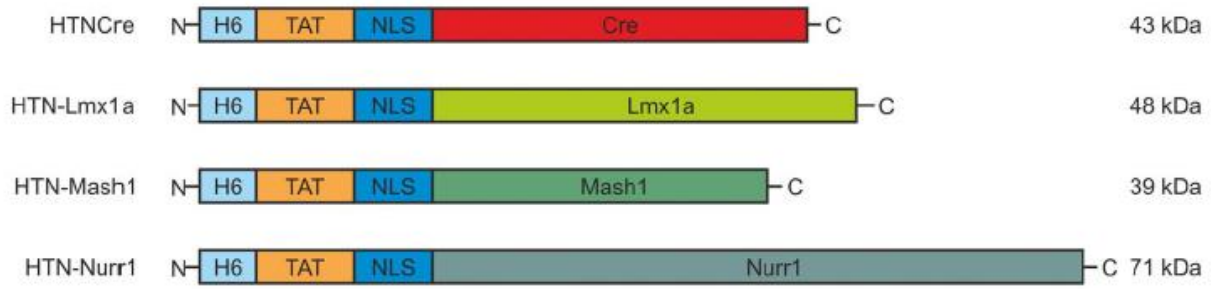 HTNCre N H6 TAT NLS Cre C 43 kDa
HTN-Lmx1a N H6 TAT NLS Lmx1a C 48 kDa
HTN-Mash1 N H6 TAT NLS Mash1 C 39 kDa
HTN-Nurr1 N H6 TAT NLS Nurr1 C 71 kDa